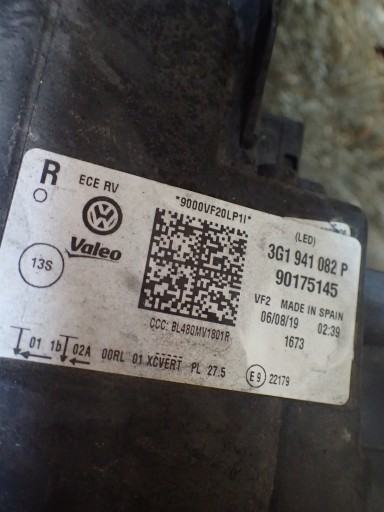 R
ECE RV
"9000VF20LP1I"
VW
Valeo
13S
CCC: BL480MV1801R
(LED)
3G1 941 082 P
90175145
VF2 MADE IN SPAIN
06/08/19 02:39
1673
01 1b 02A 00RL 01 XCVERT PL 27.5
E9 22179